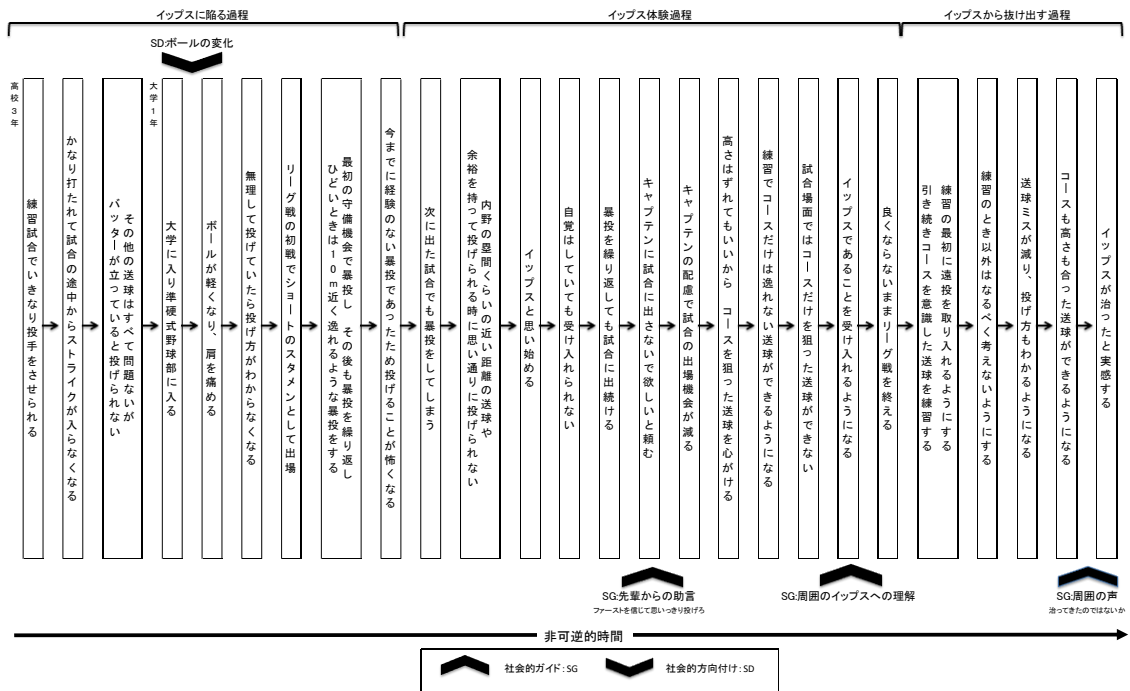 イップスに陥る過程
イップス体験過程
イップスから抜け出す過程
SD:ボールの変化
高校3年
練習試合でいきなり投手をさせられる
かなり打たれて試合の途中からストライクが入らなくなる
その他の送球はすべて問題ないが
バッターが立っていると投げられない
大学1年
大学に入り準硬式野球部に入る
ボールが軽くなり、肩を痛める
無理して投げていたら投げ方がわからなくなる
リーグ戦の初戦でショートのスタメンとして出場
最初の守備機会で暴投し その後も暴投を繰り返し
ひどいときは10m近く逸れるような暴投をする
今までに経験のない暴投であったため投げることが怖くなる
次に出た試合でも暴投をしてしまう
内野の塁間くらいの近い距離の送球や
余裕を持って投げられる時に思い通りに投げられない
イップスと思い始める
自覚はしていても受け入れられない
暴投を繰り返しても試合に出続ける
キャプテンに試合に出さないで欲しいと頼む
キャプテンの配慮で試合の出場機会が減る
高さはずれてもいいから コースを狙った送球を心がける
練習でコースだけは逸れない送球ができるようになる
試合場面ではコースだけを狙った送球ができない
イップスであることを受け入れるようになる
良くならないいままリーグ戦を終える
練習の最初に遠投を取り入れるようにする
引き続きコースを意識した送球を練習する
練習のとき以外はなるべく考えないようにする
送球ミスが減り、投げ方もわかるようになる
コースも高さも合った送球ができるようになる
イップスが治ったと実感する
SG:先輩からの助言
ファーストを信じて思いっきり投げろ
SG:周囲のイップスへの理解
SG:周囲の声
治ってきたのではないか
非可逆的時間
社会的ガイド:SG
社会的方向付け:SD